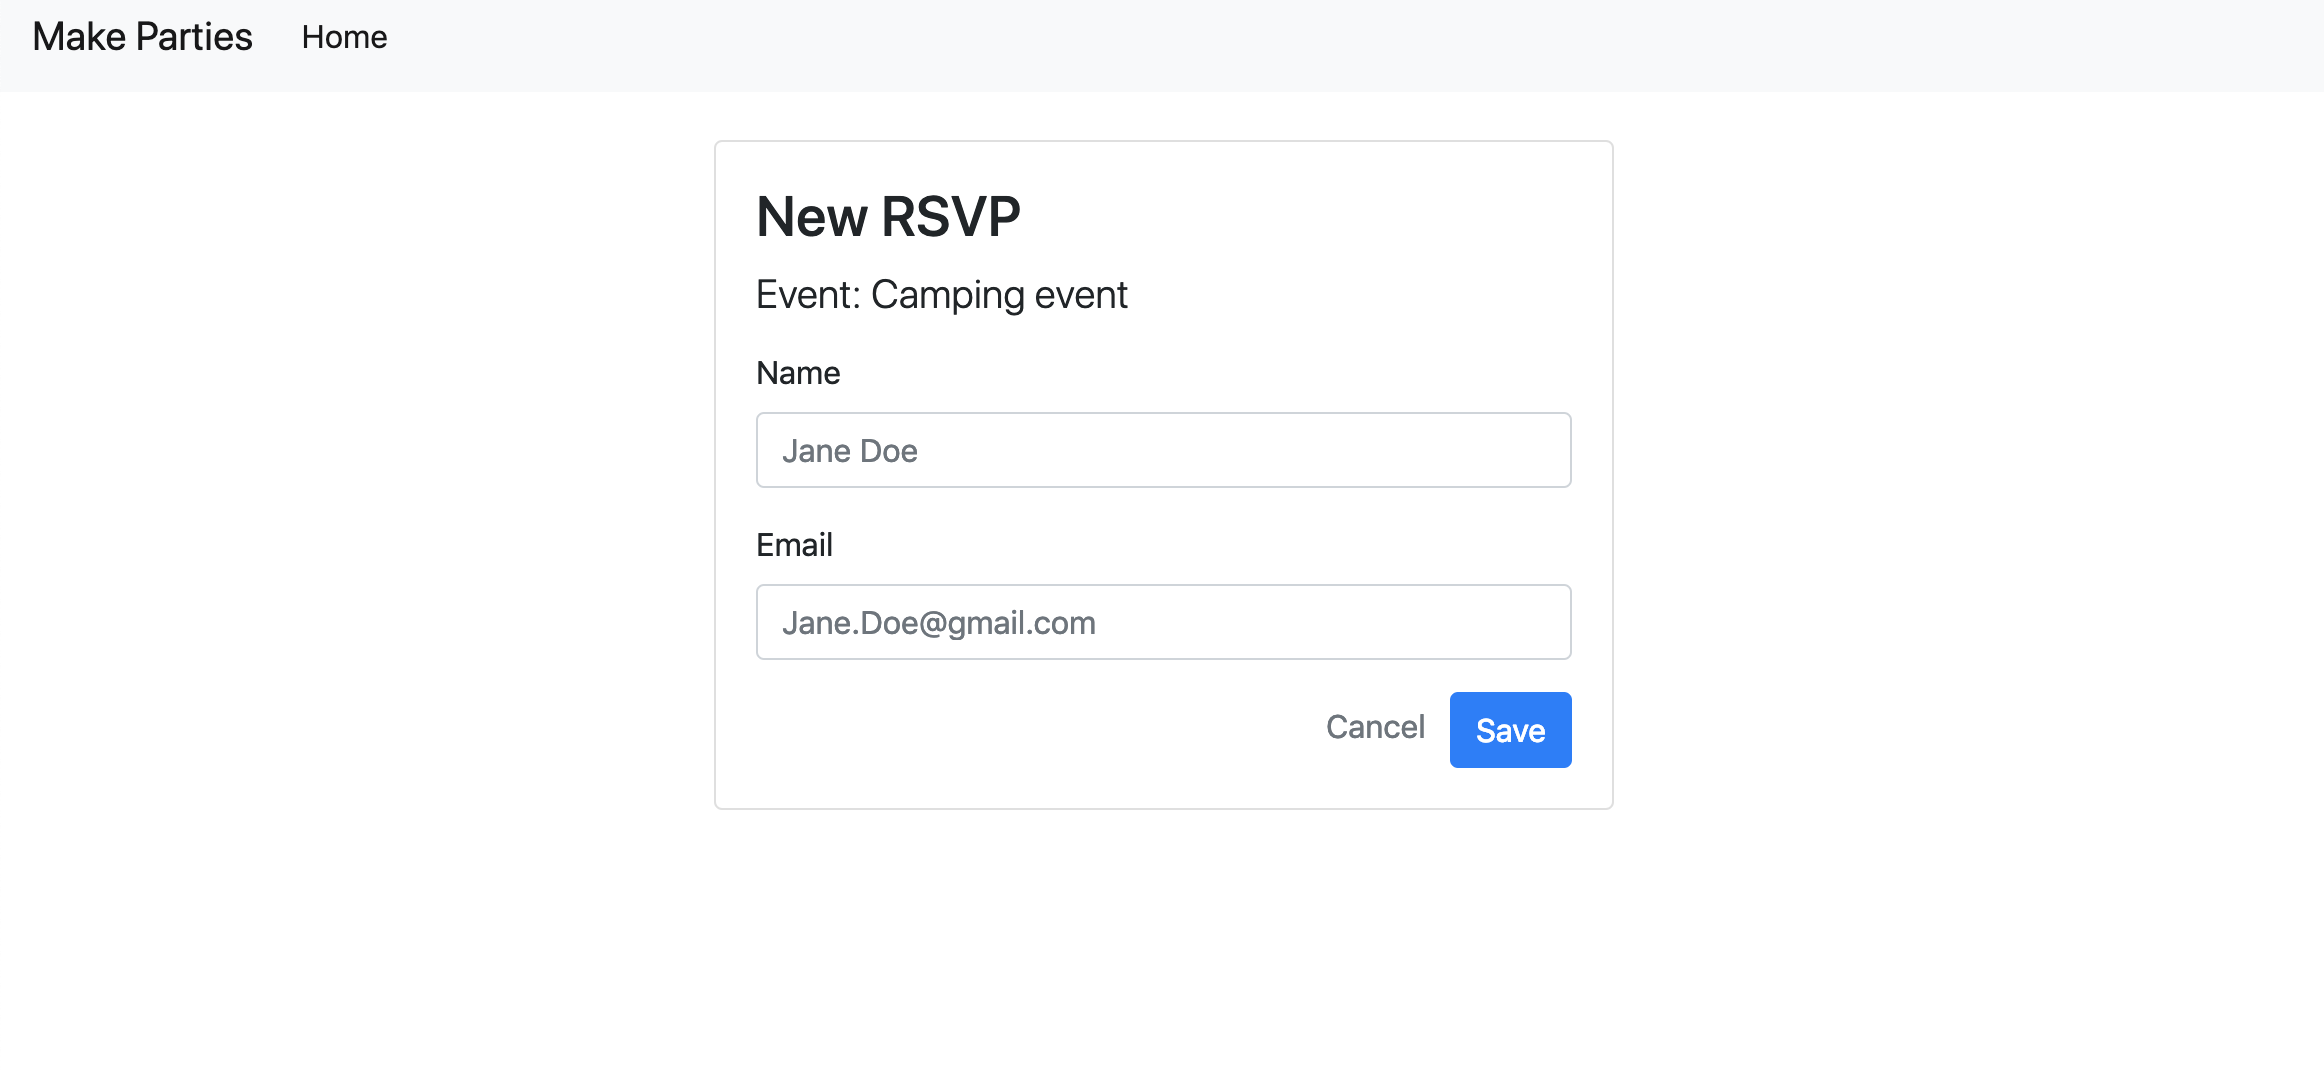 Make Parties Home
New RSVP
Event: Camping event
Name
Jane Doe
Email
Jane.Doe@gmail.com
Cancel Save